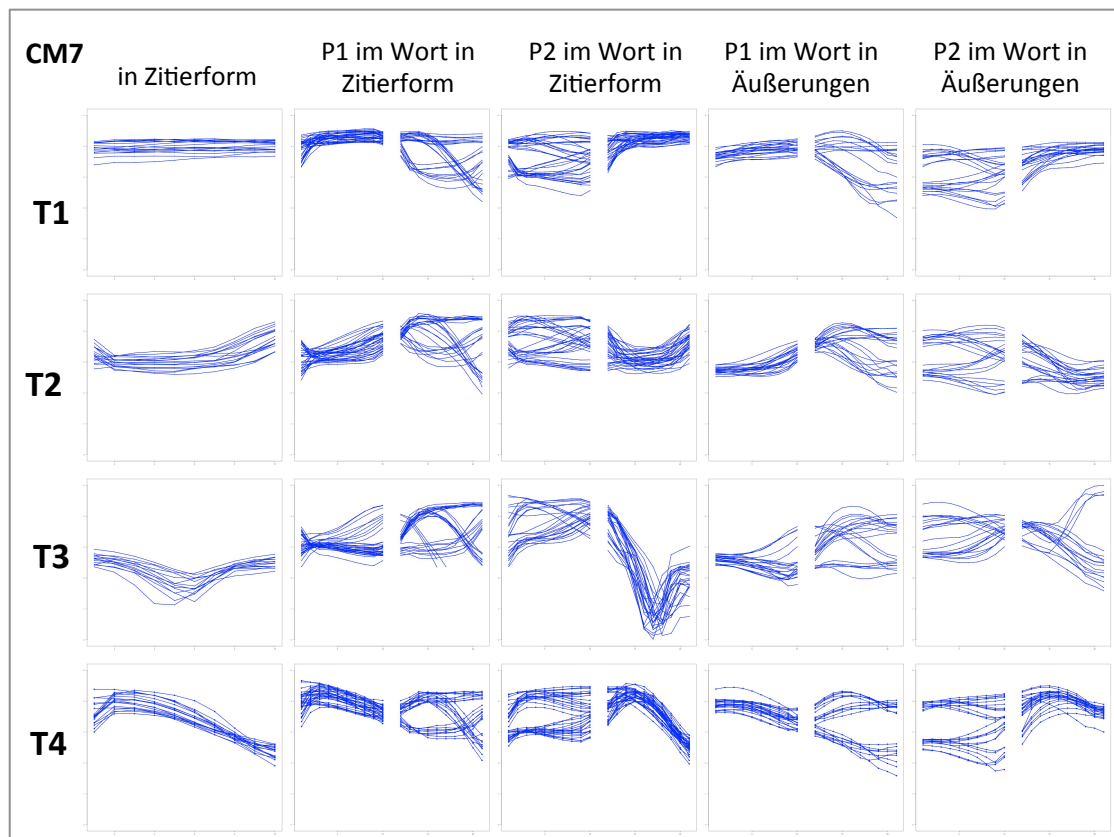 CM7
in Zitierform
P1 im Wort in
Zitierform
P2 im Wort in
Zitierform
P1 im Wort in
Äußerungen
P2 im Wort in
Äußerungen
T1
T2
T3
T4